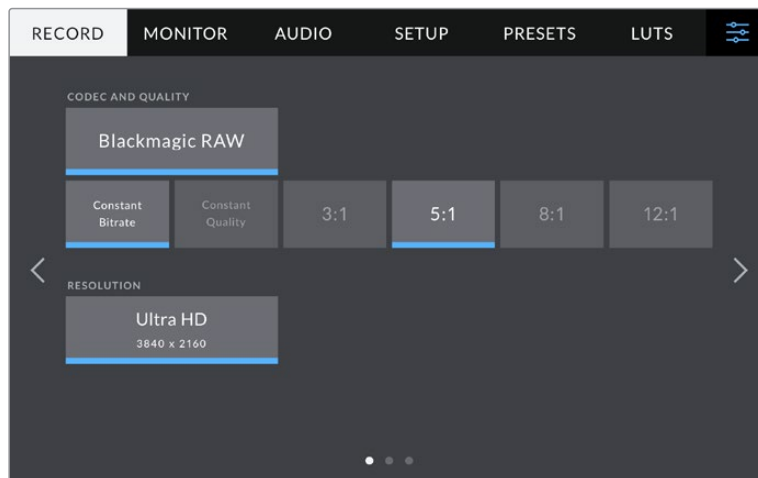 RECORD MONITOR AUDIO SETUP PRESETS LUTS
CODEC AND QUALITY
Blackmagic RAW
Constant
Bitrate
Constant
Quality
3:1
5:1
8:1
12:1
RESOLUTION
Ultra HD
3840 x 2160